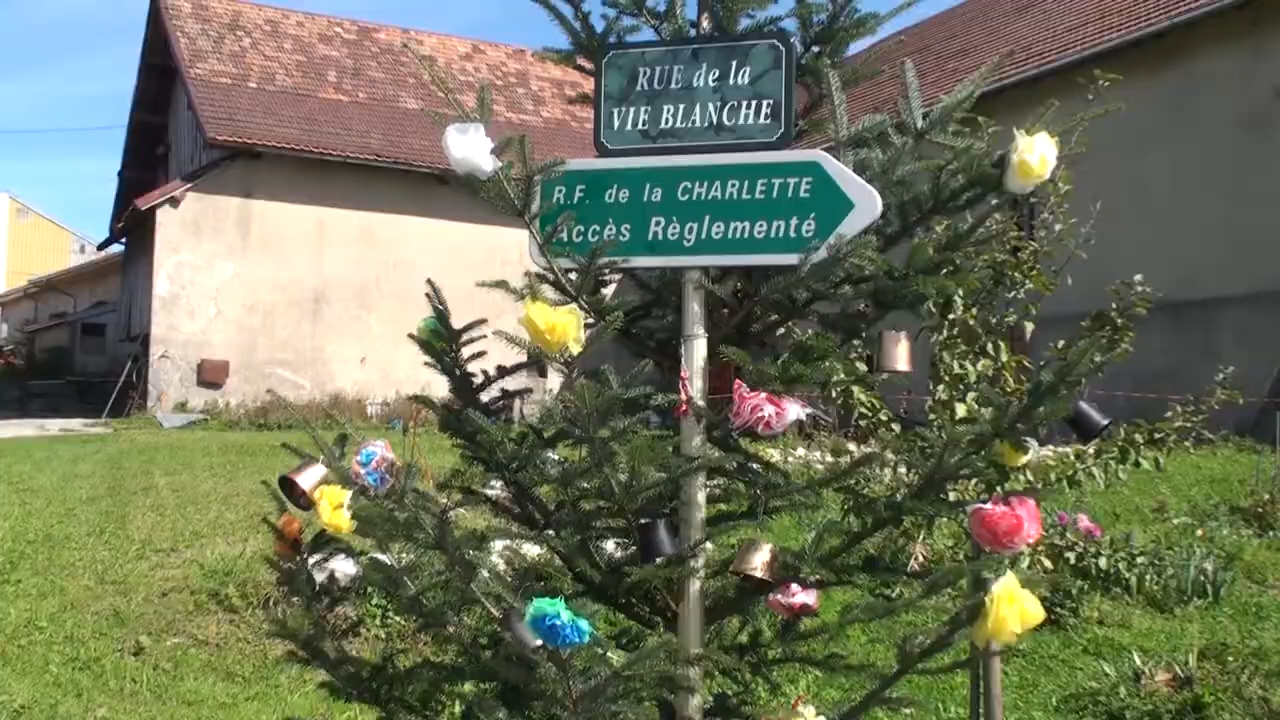 RUE de la
VIE BLANCHE
R.F. de la CHARLETTE
Accès Règlementé